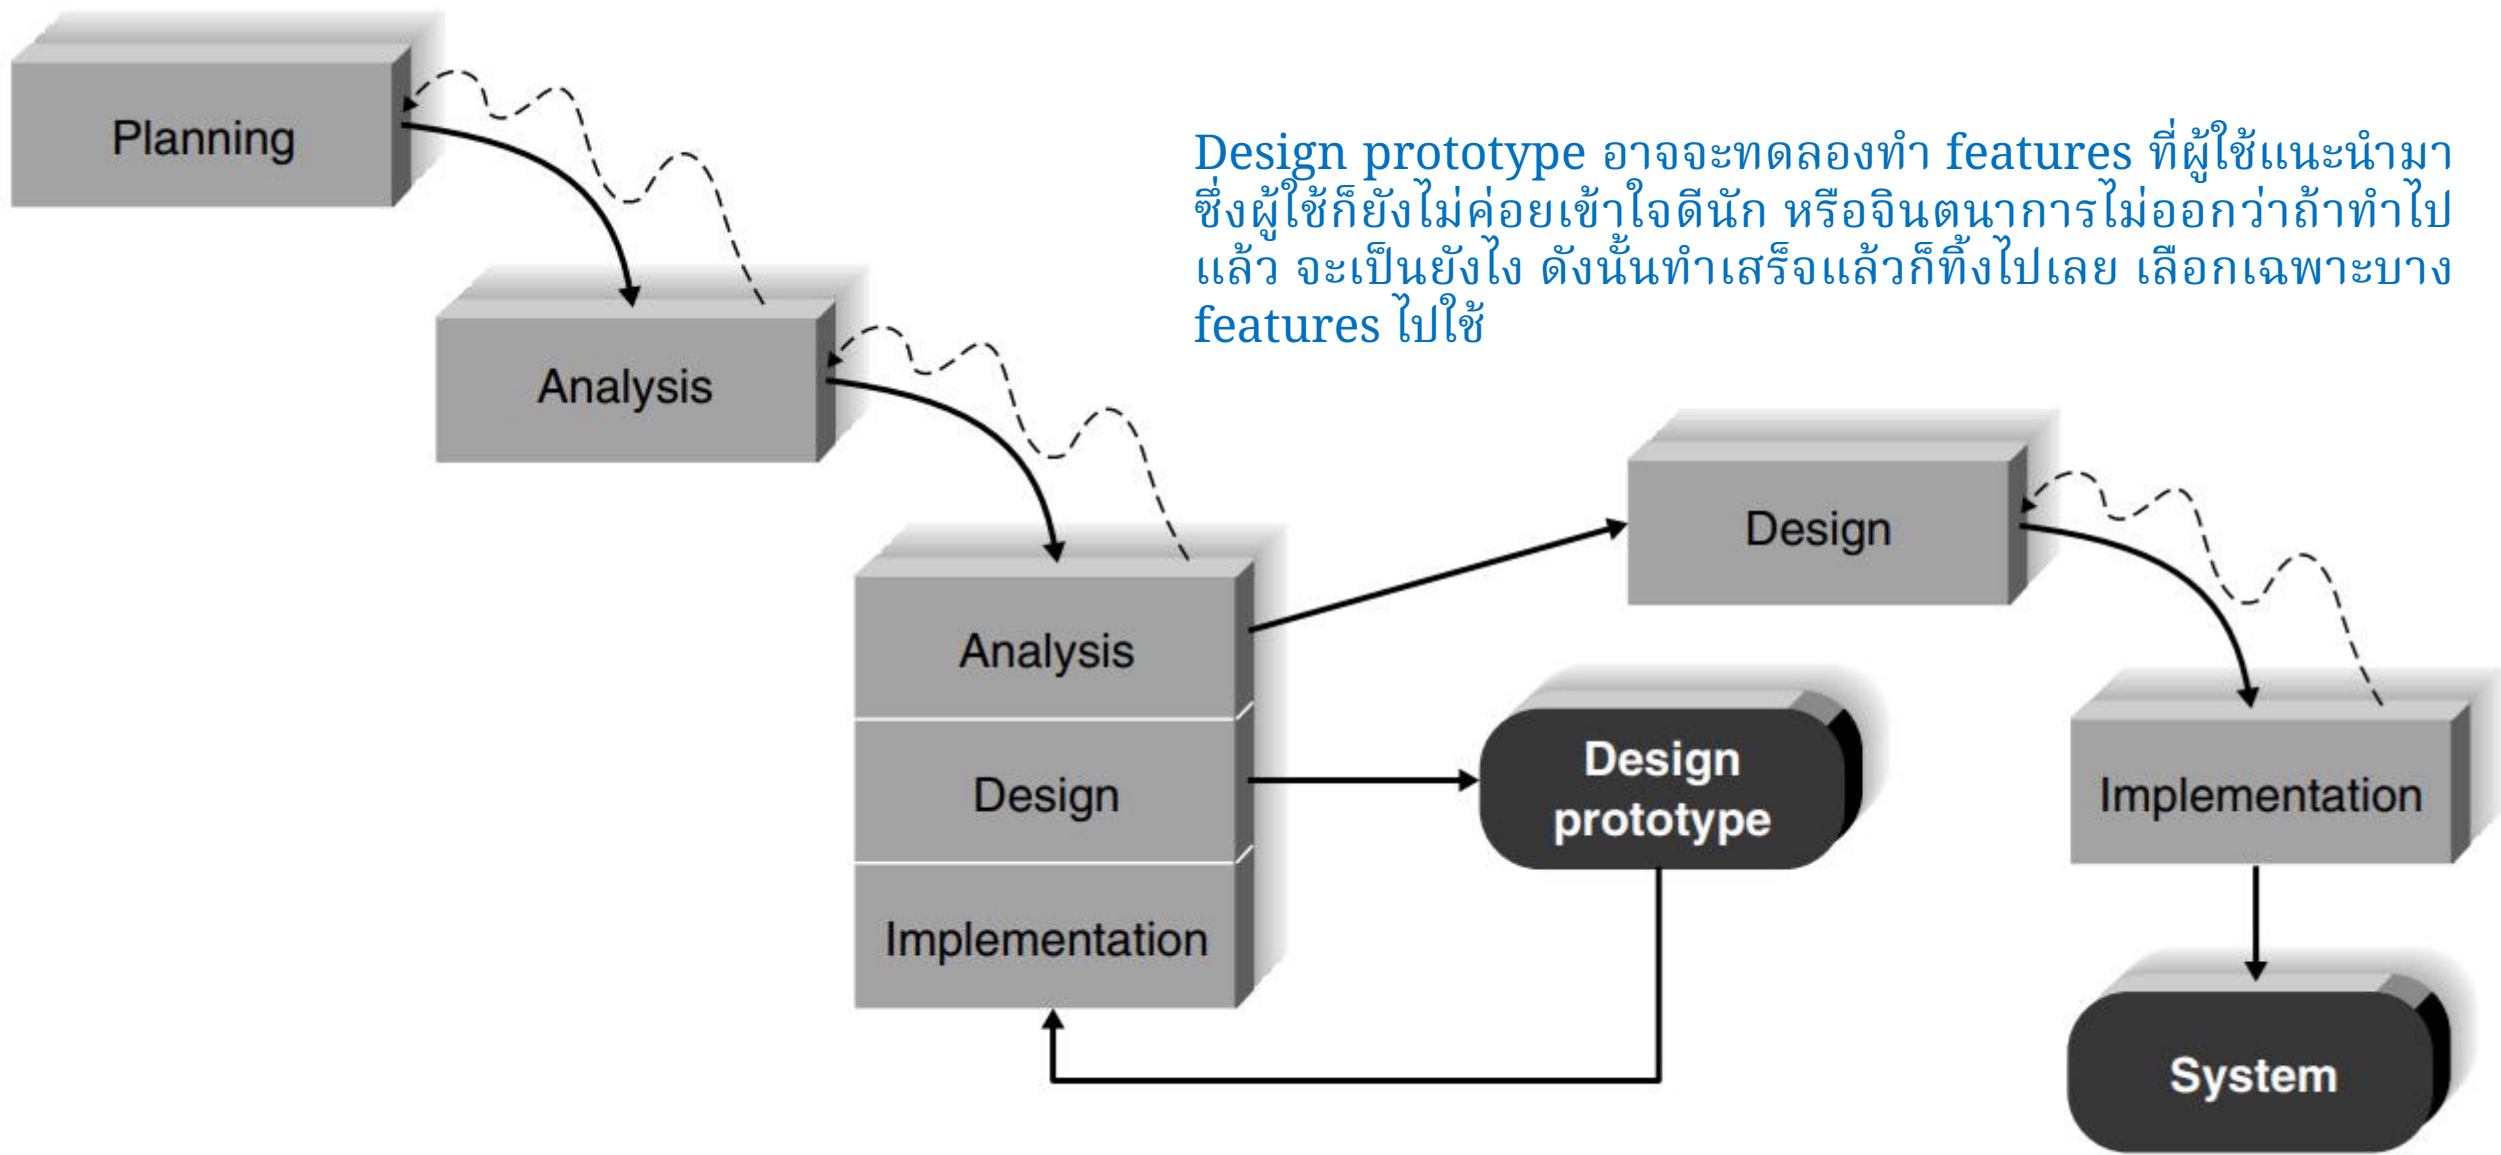 Planning
Design prototype อาจจะทดลองทำ features ที่ผู้ใช้แนะนำมา
ซึ่งผู้ใช้ก็ยังไม่ค่อยเข้าใจดีนัก หรือจินตนาการไม่ออกว่าถ้าทำไป
แล้ว จะเป็นยังไง ดังนั้นทำเสร็จแล้วก็ทิ้งไปเลย เลือกเฉพาะบาง
features ไปใช้
Analysis
Analysis
Design
Implementation
Design
prototype
Design
Implementation
System